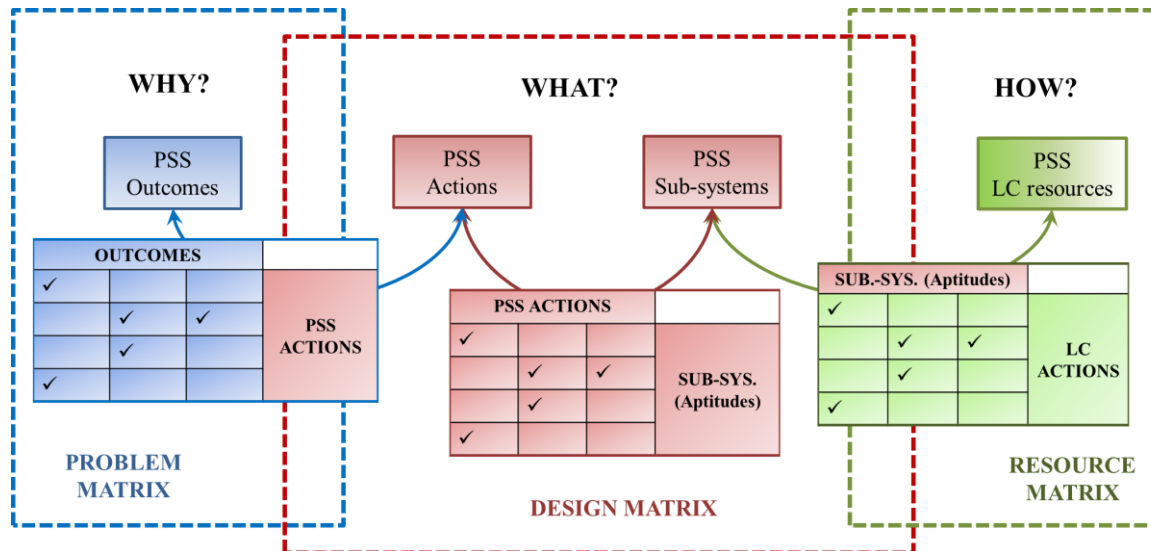 WHY?
WHAT?
HOW?
PSS
Outcomes
PSS
Actions
PSS
Sub-systems
PSS
LC resources
OUTCOMES
✓
✓ ✓
✓
✓
PSS
ACTIONS
PSS ACTIONS
✓
✓ ✓
✓
✓
SUB-SYS.
(Aptitudes)
SUB.-SYS. (Aptitudes)
✓
✓ ✓
✓
✓
LC
ACTIONS
PROBLEM
MATRIX
DESIGN MATRIX
RESOURCE
MATRIX